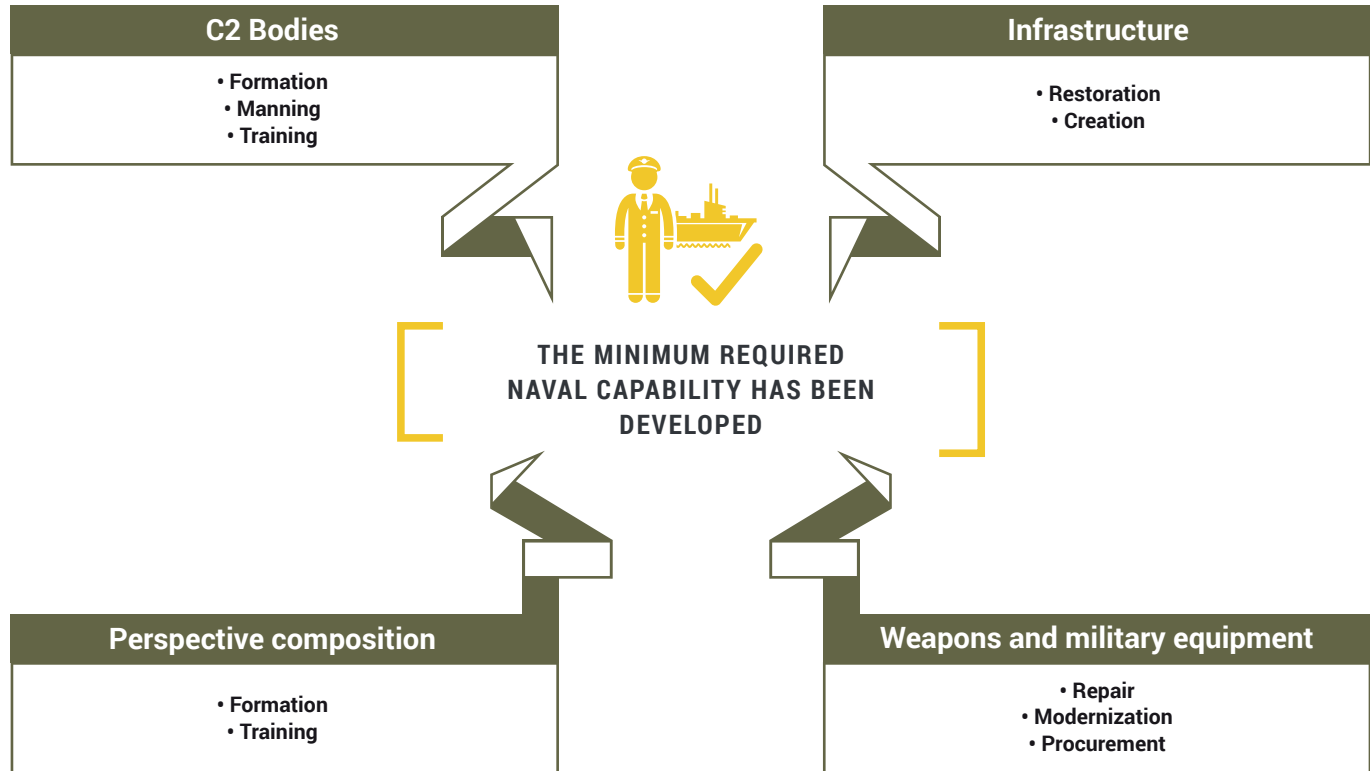 C2 Bodies
• Formation
• Manning
• Training
Infrastructure
• Restoration
• Creation
THE MINIMUM REQUIRED
NAVAL CAPABILITY HAS BEEN
DEVELOPED
Perspective composition
• Formation
• Training
Weapons and military equipment
• Repair
• Modernization
• Procurement